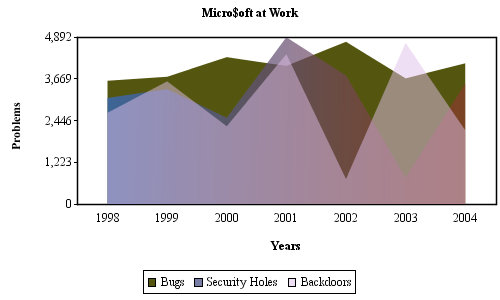 Micro$oft at Work
4,892
3,669
2,446
1,223
0
Problems
1998 1999 2000 2001 2002 2003 2004
Years
Bugs Security Holes Backdoors